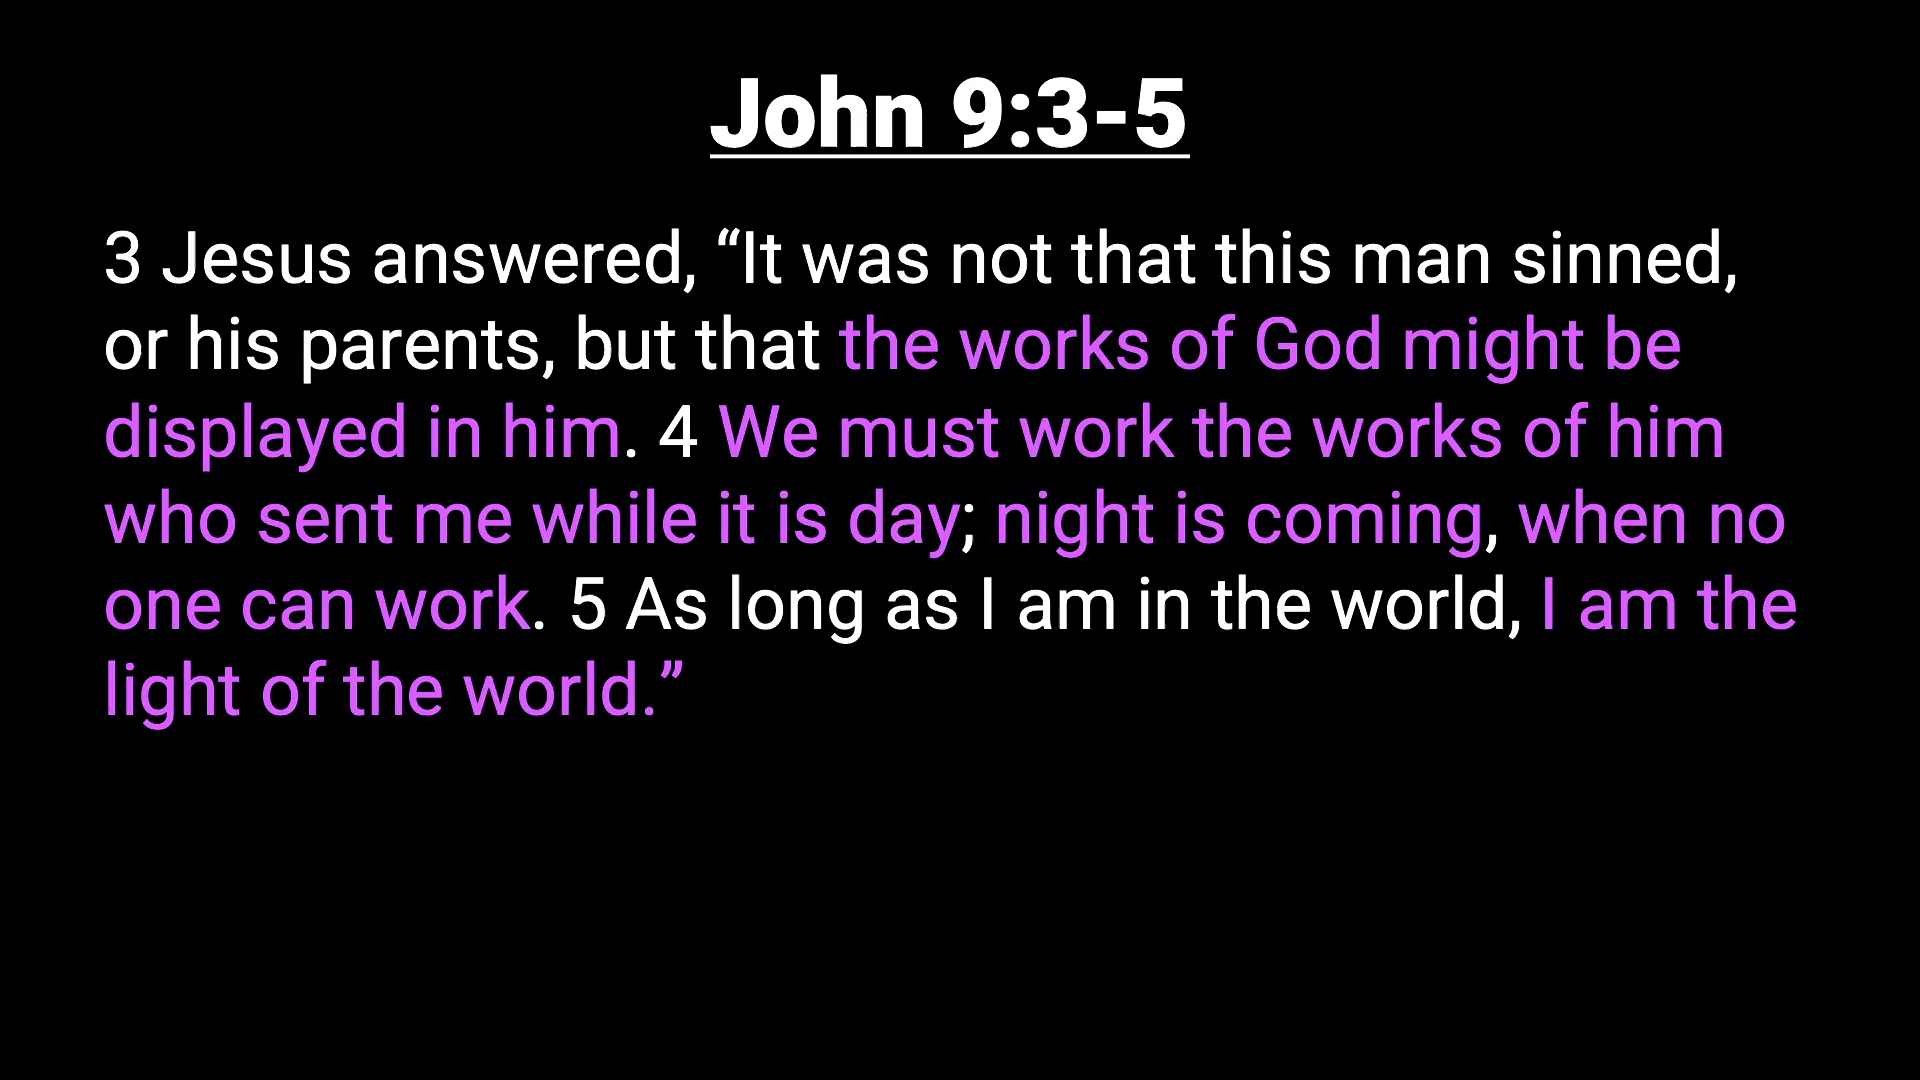 John 9:3-5
3 Jesus answered, “It was not that this man sinned,
or his parents, but that the works of God might be
displayed in him. 4 We must work the works of him
who sent me while it is day; night is coming, when no
one can work. 5 As long as I am in the world, I am the
light of the world.”